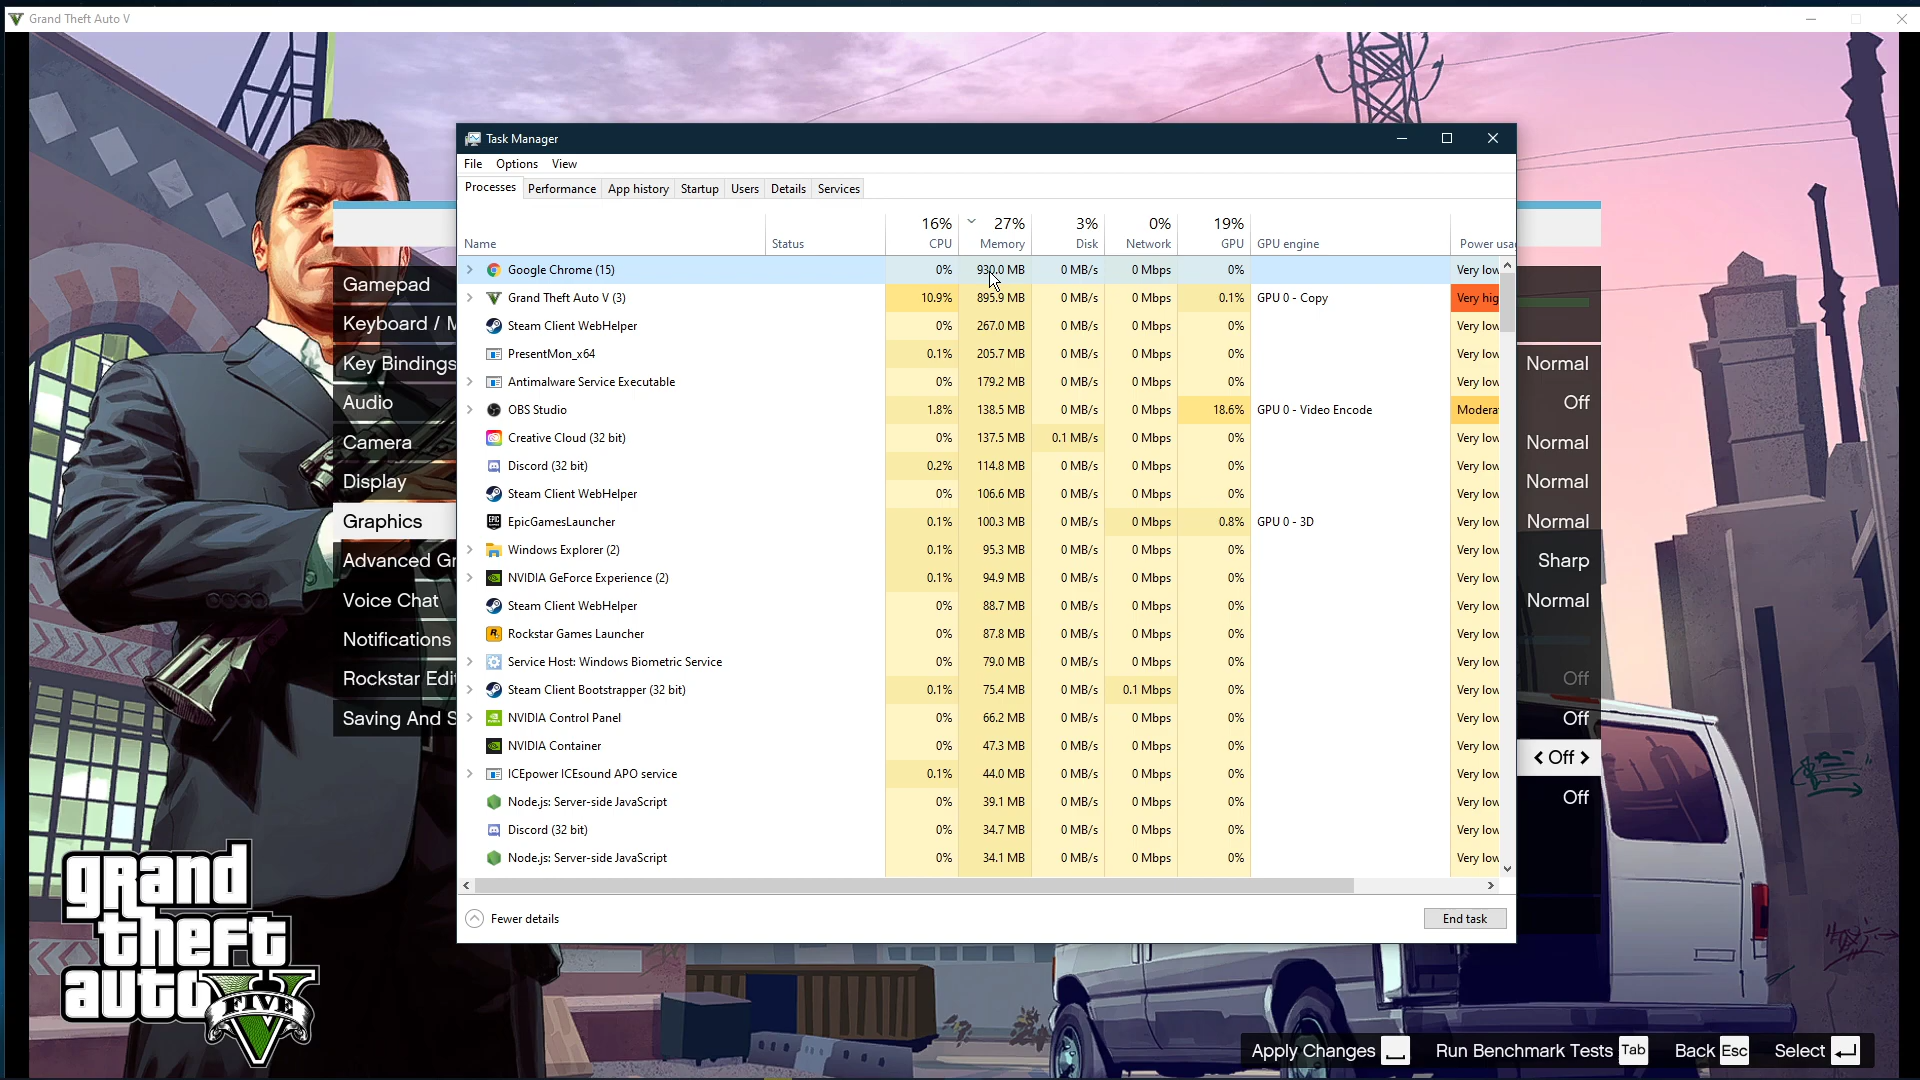 Grand Theft Auto V
Task Manager
File Options View
Processes Performance App history Startup Users Details Services
16% 27% 3% 0% 19%
Name Status CPU Memory Disk Network GPU GPU engine Power usa
Google Chrome (15) 0% 930.0 MB 0 MB/s 0 Mbps 0% Very low
Grand Theft Auto V (3) 10.9% 895.9 MB 0 MB/s 0 Mbps 0.1% GPU 0 - Copy Very hig
Steam Client WebHelper 0% 267.0 MB 0 MB/s 0 Mbps 0% Very low
PresentMon_x64 0.1% 205.7 MB 0 MB/s 0 Mbps 0% Very low
Antimalware Service Executable 0% 179.2 MB 0 MB/s 0 Mbps 0% Very low
OBS Studio 1.8% 138.5 MB 0 MB/s 0 Mbps 18.6% GPU 0 - Video Encode Modera
Creative Cloud (32 bit) 0% 137.5 MB 0.1 MB/s 0 Mbps 0% Very low
Discord (32 bit) 0.2% 114.8 MB 0 MB/s 0 Mbps 0% Very low
Steam Client WebHelper 0% 106.6 MB 0 MB/s 0 Mbps 0% Very low
EpicGamesLauncher 0.1% 100.3 MB 0 MB/s 0 Mbps 0.8% GPU 0 - 3D Very low
Windows Explorer (2) 0.1% 95.3 MB 0 MB/s 0 Mbps 0% Very low
NVIDIA GeForce Experience (2) 0.1% 94.9 MB 0 MB/s 0 Mbps 0% Very low
Steam Client WebHelper 0% 88.7 MB 0 MB/s 0 Mbps 0% Very low
Rockstar Games Launcher 0% 87.8 MB 0 MB/s 0 Mbps 0% Very low
Service Host: Windows Biometric Service 0% 79.0 MB 0 MB/s 0 Mbps 0% Very low
Steam Client Bootstrapper (32 bit) 0.1% 75.4 MB 0 MB/s 0.1 Mbps 0% Very low
NVIDIA Control Panel 0% 66.2 MB 0 MB/s 0 Mbps 0% Very low
NVIDIA Container 0% 47.3 MB 0 MB/s 0 Mbps 0% Very low
ICEpower ICEsound APO service 0.1% 44.0 MB 0 MB/s 0 Mbps 0% Very low
Node.js: Server-side JavaScript 0% 39.1 MB 0 MB/s 0 Mbps 0% Very low
Discord (32 bit) 0% 34.7 MB 0 MB/s 0 Mbps 0% Very low
Node.js: Server-side JavaScript 0% 34.1 MB 0 MB/s 0 Mbps 0% Very low
Fewer details End task
Gamepad
Keyboard / M
Key Bindings
Audio
Camera
Display
Graphics
Advanced Gr
Voice Chat
Notifications
Rockstar Edit
Saving And S
Normal
Off
Normal
Normal
Normal
Sharp
Normal
Off
Off
< Off >
Off
grand
theft
auto V
FIVE
Apply Changes Run Benchmark Tests Tab Back Esc Select